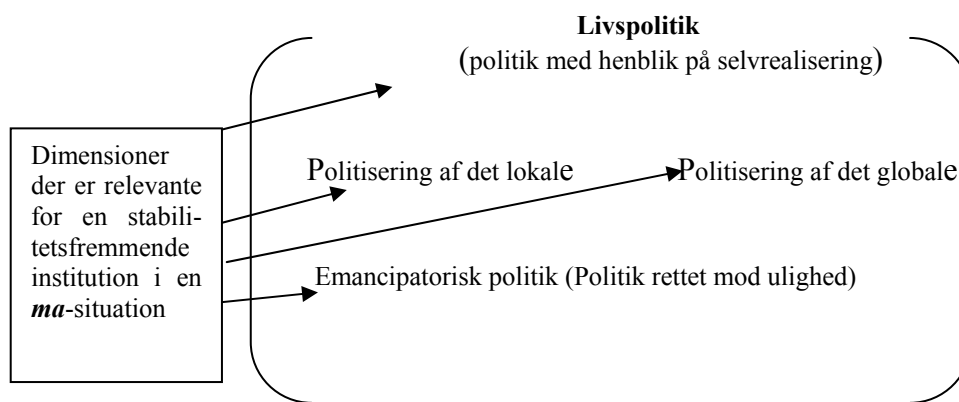 Livspolitik
(politik med henblik på selvrealisering)
Dimensioner
der er relevante
for en stabili-
tetsfremmende
institution i en
ma-situation
Politisering af det lokale
Politisering af det globale
Emancipatorisk politik (Politik rettet mod ulighed)